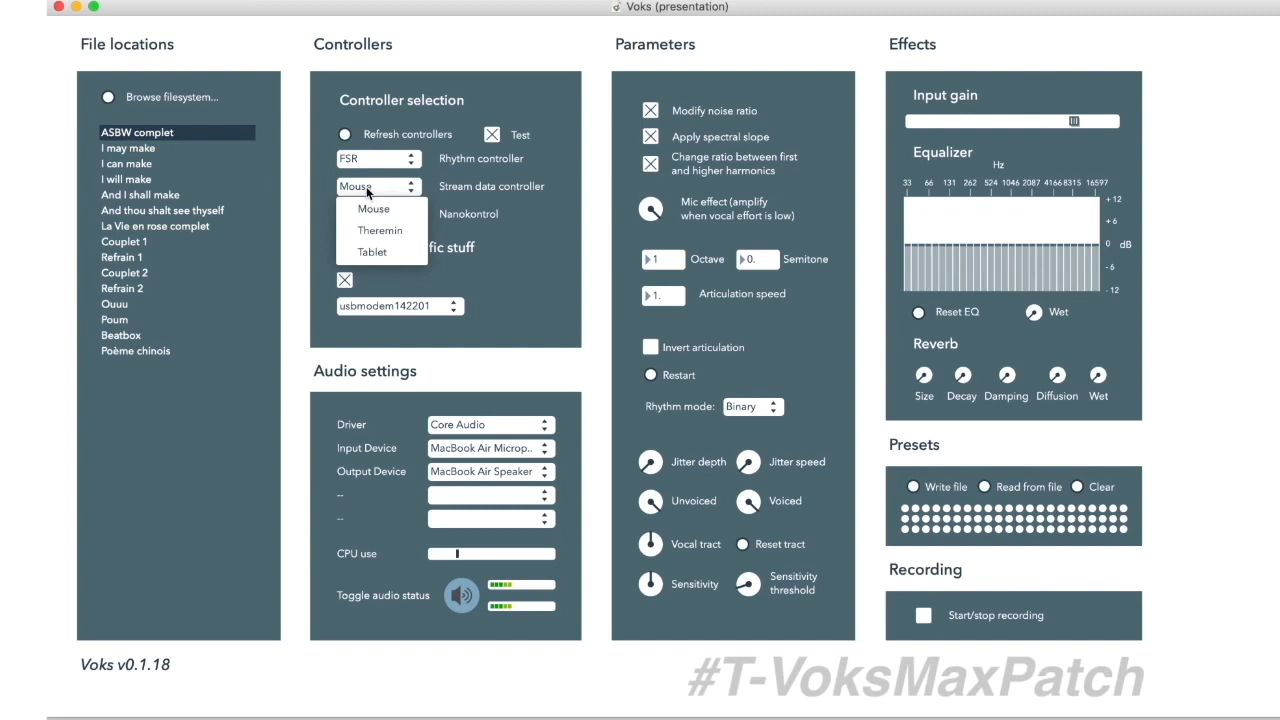 Voks (presentation)
File locations
Browse filesystem...
ASBW complet
I may make
I can make
I will make
And I shall make
And thou shalt see thyself
La Vie en rose complet
Couplet 1
Refrain 1
Couplet 2
Refrain 2
Ouuu
Poum
Beatbox
Poème chinois
Controllers
Controller selection
Refresh controllers Test
FSR Rhythm controller
Mouse Stream data controller
Mouse
Theremin
Tablet
Nanokontrol
fic stuff
usbmodem142201
Audio settings
Driver Core Audio
Input Device MacBook Air Microp..
Output Device MacBook Air Speaker
--
--
CPU use
Toggle audio status
Parameters
Modify noise ratio
Apply spectral slope
Change ratio between first
and higher harmonics
Mic effect (amplify
when vocal effort is low)
1 Octave 0. Semitone
1. Articulation speed
Invert articulation
Restart
Rhythm mode: Binary
Jitter depth Jitter speed
Unvoiced Voiced
Vocal tract Reset tract
Sensitivity Sensitivity
threshold
Effects
Input gain
Equalizer
Hz
33 66 131 262 524 1046 2087 4166 8315 16597
+ 12
+ 6
0 dB
- 6
- 12
Reset EQ Wet
Reverb
Size Decay Damping Diffusion Wet
Presets
Write file Read from file Clear
Recording
Start/stop recording
Voks v0.1.18
#T-VoksMaxPatch